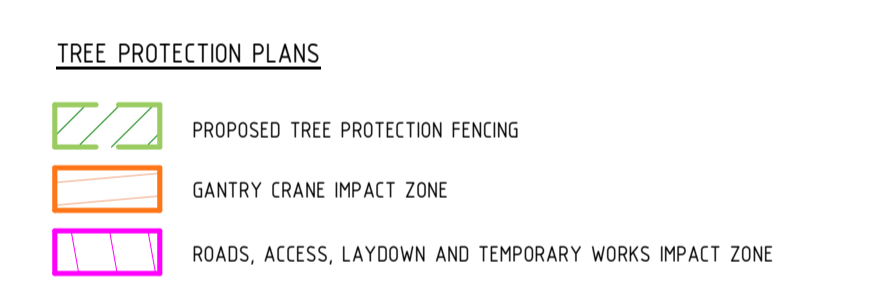 TREE PROTECTION PLANS
PROPOSED TREE PROTECTION FENCING
GANTRY CRANE IMPACT ZONE
ROADS, ACCESS, LAYDOWN AND TEMPORARY WORKS IMPACT ZONE